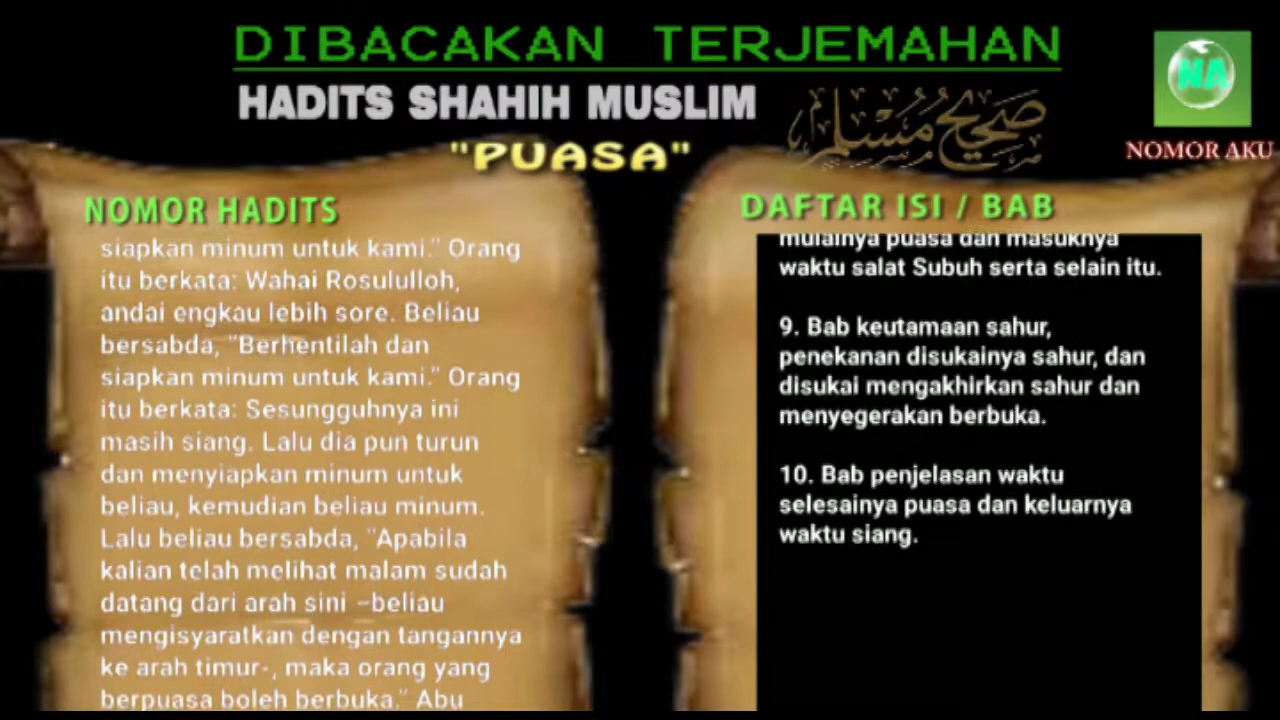 DIBACAKAN TERJEMAHAN
HADITS SHAHIH MUSLIM
صحيح مسلم
"PUASA"
NA
NOMOR AKU
NOMOR HADITS
siapkan minum untuk kami." Orang
itu berkata: Wahai Rosululloh,
andai engkau lebih sore. Beliau
bersabda, "Berhentilah dan
siapkan minum untuk kami." Orang
itu berkata: Sesungguhnya ini
masih siang. Lalu dia pun turun
dan menyiapkan minum untuk
beliau, kemudian beliau minum.
Lalu beliau bersabda, "Apabila
kalian telah melihat malam sudah
datang dari arah sini –beliau
mengisyaratkan dengan tangannya
ke arah timur-, maka orang yang
berpuasa boleh berbuka." Abu
DAFTAR ISI / BAB
mulainya puasa dan masuknya
waktu salat Subuh serta selain itu.
9. Bab keutamaan sahur,
penekanan disukainya sahur, dan
disukai mengakhirkan sahur dan
menyegerakan berbuka.
10. Bab penjelasan waktu
selesainya puasa dan keluarnya
waktu siang.